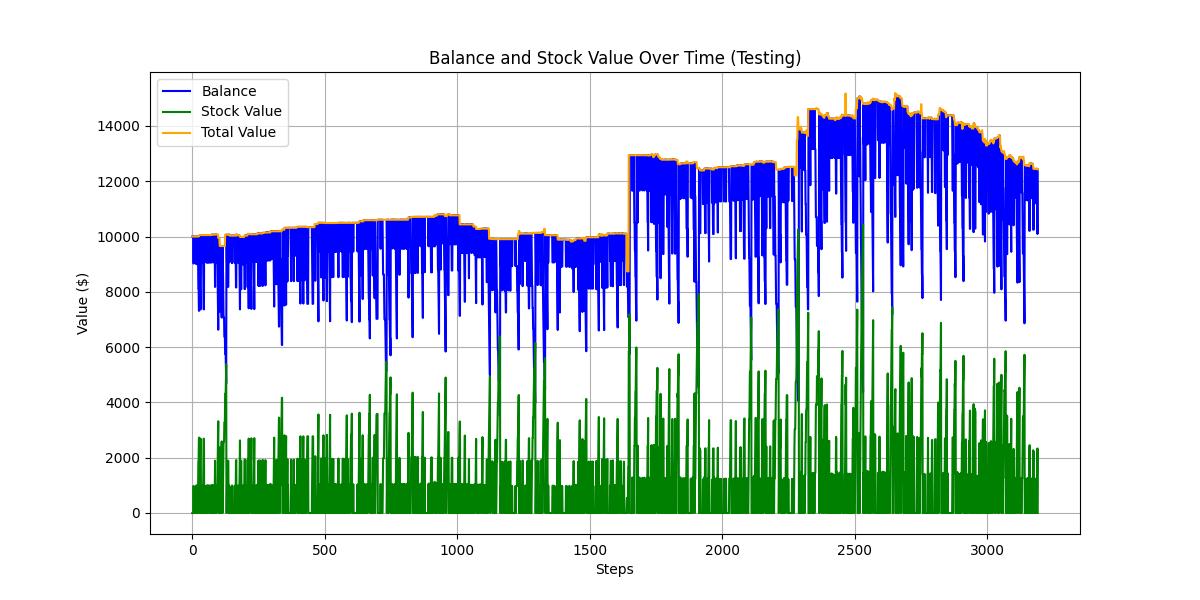 Balance and Stock Value Over Time (Testing)
Balance
Stock Value
Total Value
Value ($)
14000
12000
10000
8000
6000
4000
2000
0
0 500 1000 1500 2000 2500 3000
Steps